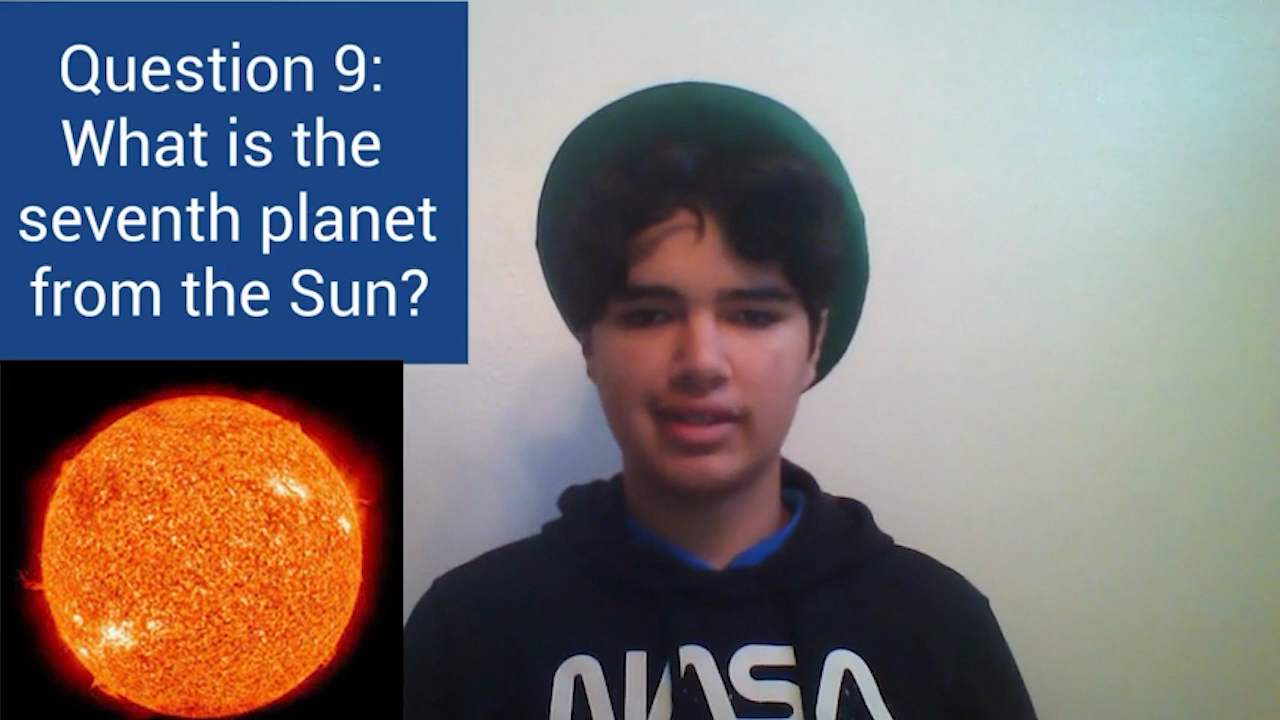 Question 9:
What is the
seventh planet
from the Sun?
NASA